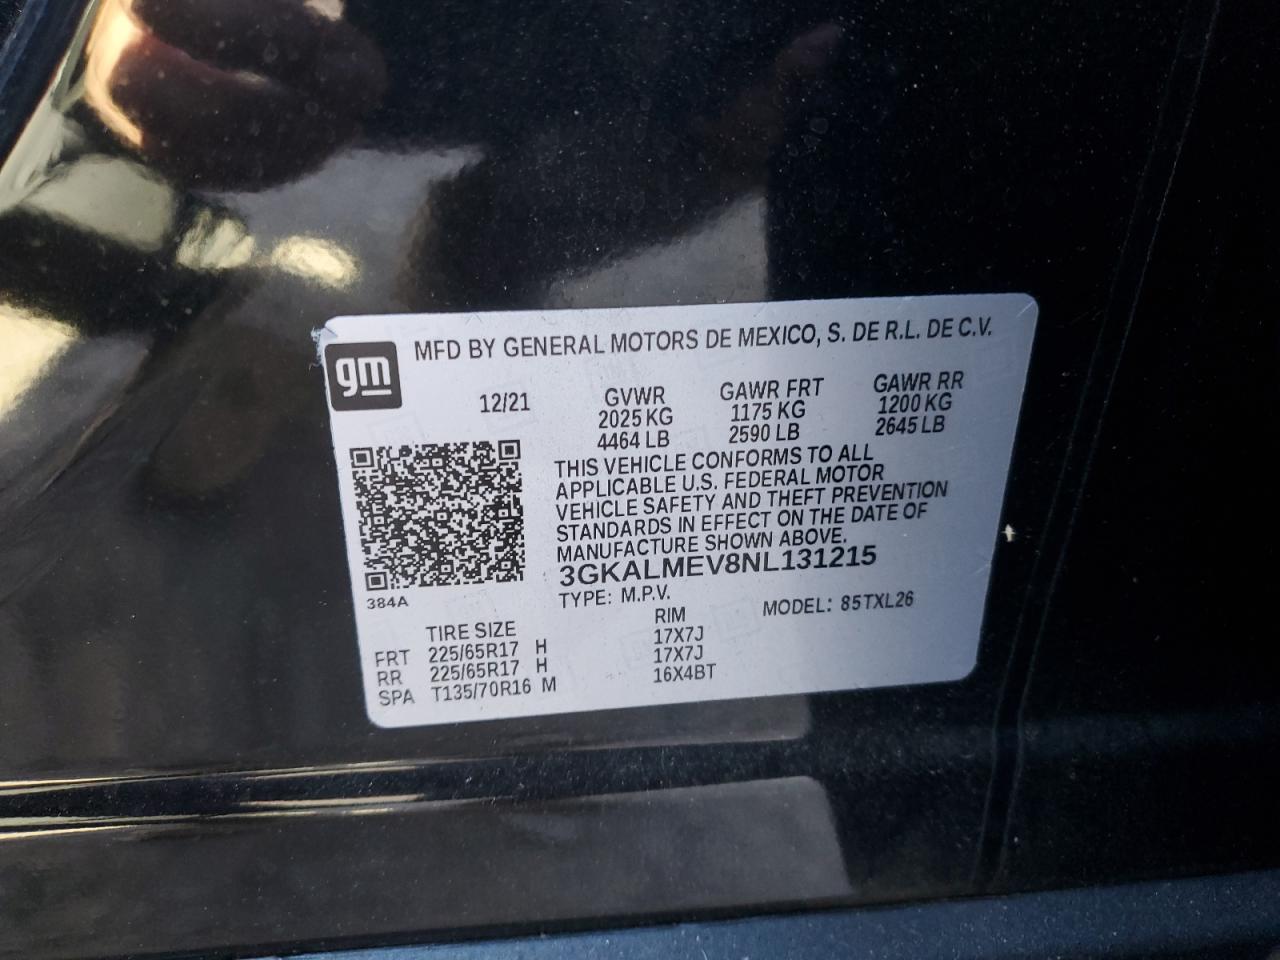 gm
MFD BY GENERAL MOTORS DE MEXICO, S. DE R.L. DE C.V.
12/21 GVWR GAWR FRT GAWR RR
2025 KG 1175 KG 1200 KG
4464 LB 2590 LB 2645 LB
THIS VEHICLE CONFORMS TO ALL
APPLICABLE U.S. FEDERAL MOTOR
VEHICLE SAFETY AND THEFT PREVENTION
STANDARDS IN EFFECT ON THE DATE OF
MANUFACTURE SHOWN ABOVE.
3GKALMEV8NL131215
384A
TYPE: M.P.V. MODEL: 85TXL26
TIRE SIZE RIM
FRT 225/65R17 H 17X7J
RR 225/65R17 H 17X7J
SPA T135/70R16 M 16X4BT